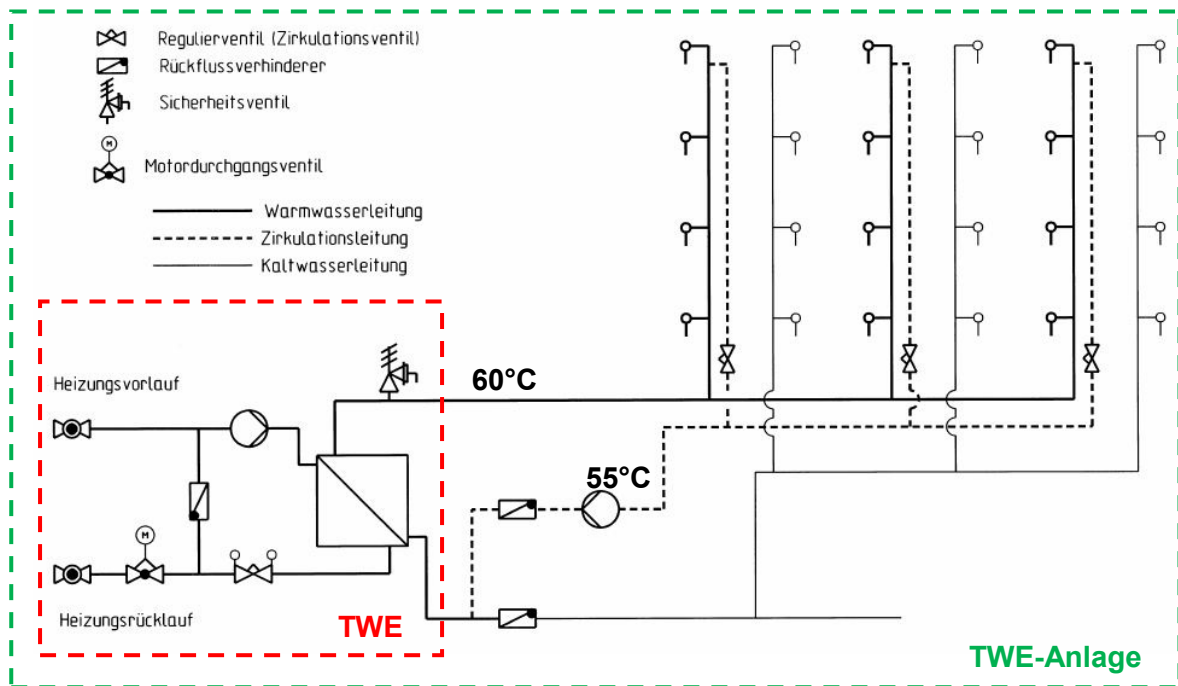 Regulierventil (Zirkulationsventil)
Rückflussverhinderer
Sicherheitsventil
M
Motordurchgangsventil
Warmwasserleitung
Zirkulationsleitung
Kaltwasserleitung
Heizungsvorlauf
60°C
55°C
M
Heizungsrücklauf
TWE
TWE-Anlage